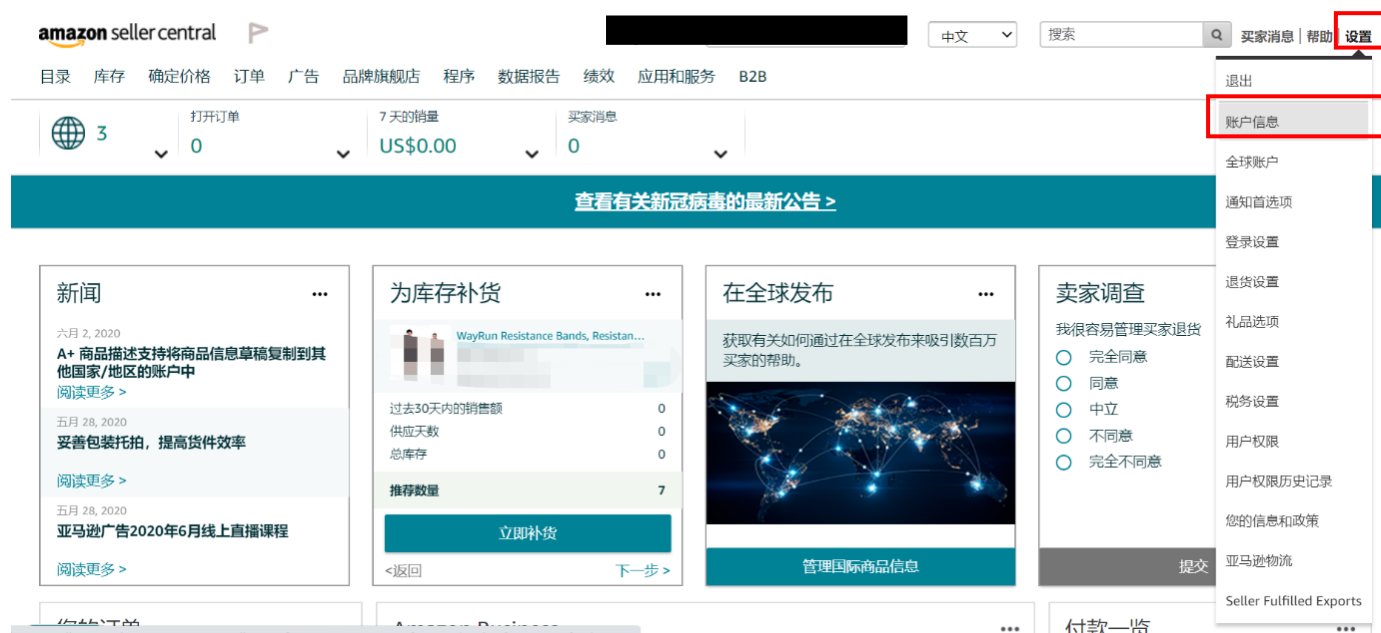 amazon seller central
中文
搜索
买家消息 | 帮助 | 设置
目录 库存 确定价格 订单 广告 品牌旗舰店 程序 数据报告 绩效 应用和服务 B2B
3
打开订单
0
7 天的销量
US$0.00
买家消息
0
查看有关新冠病毒的最新公告 >
退出
账户信息
全球账户
通知首选项
登录设置
退货设置
礼品选项
配送设置
税务设置
用户权限
用户权限历史记录
您的信息和政策
亚马逊物流
Seller Fulfilled Exports
新闻
六月 2, 2020
A+ 商品描述支持将商品信息草稿复制到其
他国家/地区的账户中
阅读更多 >
五月 28, 2020
妥善包装托拍，提高货件效率
阅读更多 >
五月 28, 2020
亚马逊广告2020年6月线上直播课程
阅读更多 >
为库存补货
WayRun Resistance Bands, Resistan...
过去30天内的销售额 0
供应天数 0
总库存 0
推荐数量 7
立即补货
<返回 下一步 >
在全球发布
获取有关如何通过在全球发布来吸引数百万
买家的帮助。
管理国际商品信息
卖家调查
我很容易管理买家退货
完全同意
同意
中立
不同意
完全不同意
提交
您的订单
Amazon Business
付款一览